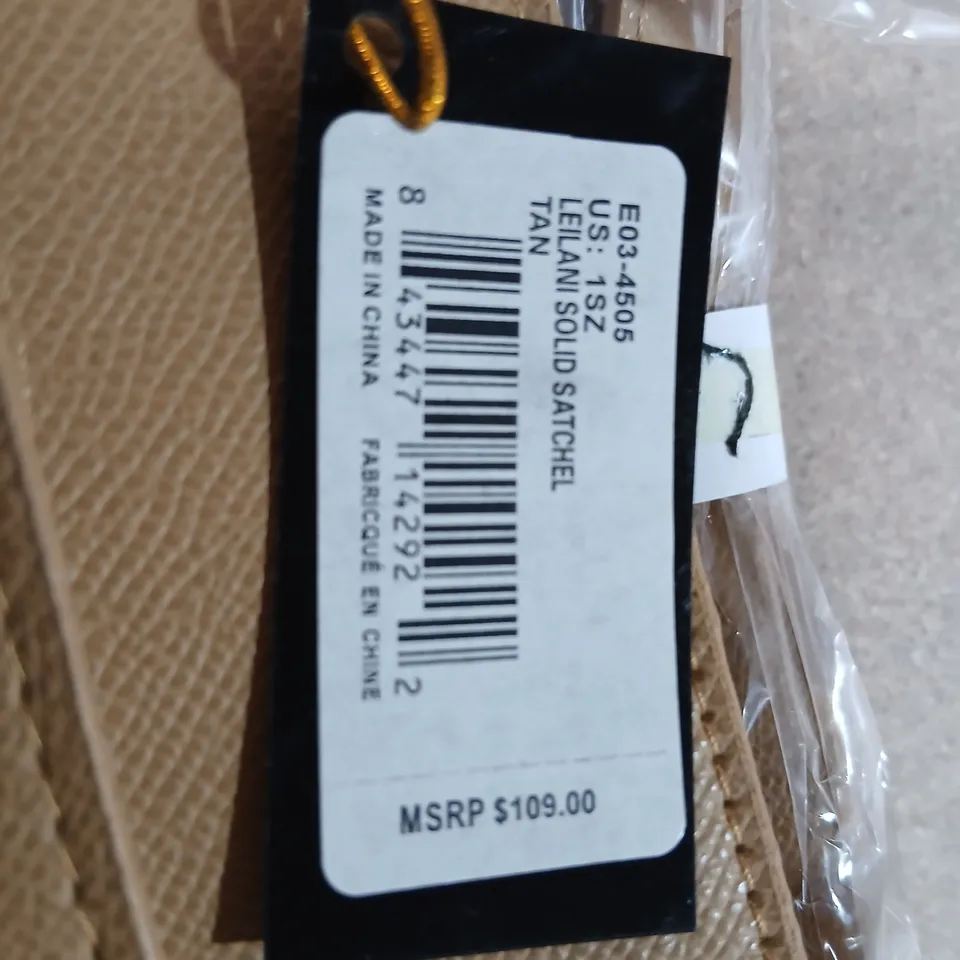 E03-4505
US: 1SZ
LEILANI SOLID SATCHEL
TAN
8 43447 14292 2
MADE IN CHINA FABRIQUÉ EN CHINE
MSRP $109.00